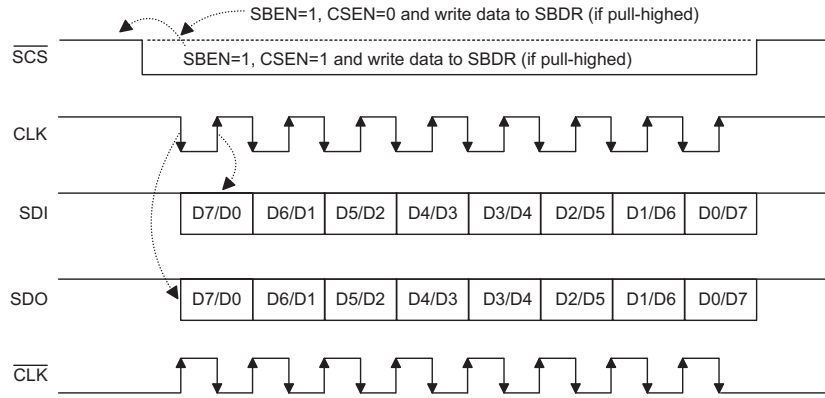 SBEN=1, CSEN=0 and write data to SBDR (if pull-highed)
SCS
SBEN=1, CSEN=1 and write data to SBDR (if pull-highed)
CLK
SDI D7/D0 D6/D1 D5/D2 D4/D3 D3/D4 D2/D5 D1/D6 D0/D7
SDO D7/D0 D6/D1 D5/D2 D4/D3 D3/D4 D2/D5 D1/D6 D0/D7
CLK